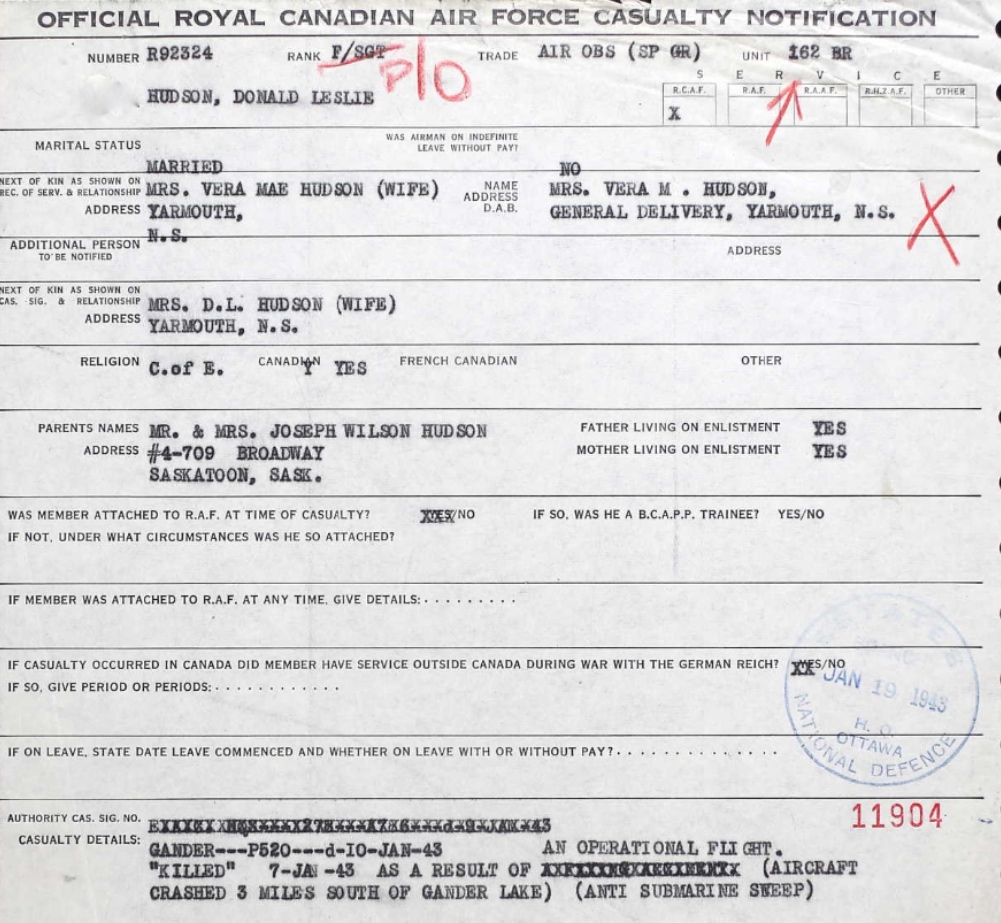 OFFICIAL ROYAL CANADIAN AIR FORCE CASUALTY NOTIFICATION
NUMBER R92324 RANK F/SGT P/O TRADE AIR OBS (SP GR) UNIT 162 BR
S E R V I C E
HUDSON, DONALD LESLIE R.C.A.F. R.A.F. R.A.A.F. R.N.Z.A.F. OTHER
X
MARITAL STATUS WAS AIRMAN ON INDEFINITE
LEAVE WITHOUT PAY?
MARRIED NO
NEXT OF KIN AS SHOWN ON
REC. OF SERV. & RELATIONSHIP MRS. VERA MAE HUDSON (WIFE) NAME MRS. VERA M . HUDSON,
ADDRESS YARMOUTH, ADDRESS GENERAL DELIVERY, YARMOUTH, N.S. X
N.S. D.A.B.
ADDITIONAL PERSON
TO BE NOTIFIED ADDRESS
NEXT OF KIN AS SHOWN ON
CAS. SIG. & RELATIONSHIP MRS. D.L. HUDSON (WIFE)
ADDRESS YARMOUTH, N.S.
RELIGION C.of E. CANADIAN Y YES FRENCH CANADIAN OTHER
PARENTS NAMES MR. & MRS. JOSEPH WILSON HUDSON FATHER LIVING ON ENLISTMENT YES
ADDRESS #4-709 BROADWAY MOTHER LIVING ON ENLISTMENT YES
SASKATOON, SASK.
WAS MEMBER ATTACHED TO R.A.F. AT TIME OF CASUALTY? YES/NO IF SO, WAS HE A B.C.A.P.P. TRAINEE? YES/NO
IF NOT, UNDER WHAT CIRCUMSTANCES WAS HE SO ATTACHED?
IF MEMBER WAS ATTACHED TO R.A.F. AT ANY TIME, GIVE DETAILS: . . . . . . . . .
IF CASUALTY OCCURRED IN CANADA DID MEMBER HAVE SERVICE OUTSIDE CANADA DURING WAR WITH THE GERMAN REICH? YES/NO
IF SO, GIVE PERIOD OR PERIODS: . . . . . . . . . . . .
ESTATES
JAN 19 1943
H. Q.
OTTAWA
NATIONAL DEFENCE
IF ON LEAVE, STATE DATE LEAVE COMMENCED AND WHETHER ON LEAVE WITH OR WITHOUT PAY? . . . . . . . . . . . . . .
AUTHORITY CAS. SIG. NO. 11904
CASUALTY DETAILS: GANDER---P520---d-10-JAN-43 AN OPERATIONAL FLIGHT.
"KILLED" 7-JAN-43 AS A RESULT OF (AIRCRAFT
CRASHED 3 MILES SOUTH OF GANDER LAKE) (ANTI SUBMARINE SWEEP)